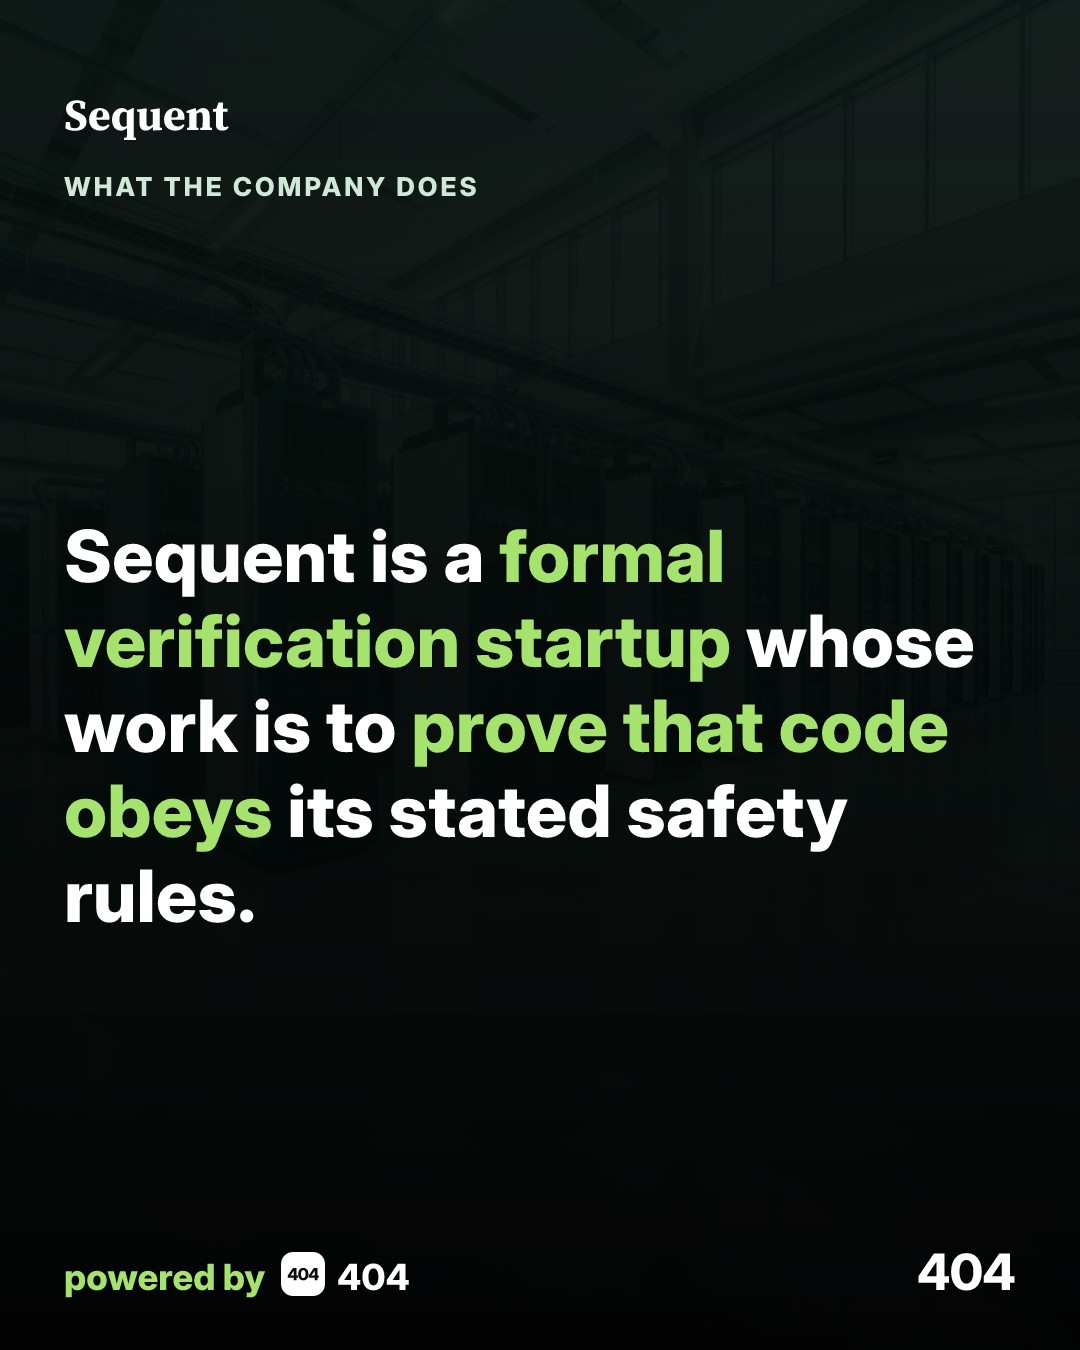 Sequent
WHAT THE COMPANY DOES
Sequent is a formal
verification startup whose
work is to prove that code
obeys its stated safety
rules.
powered by 404 404
404